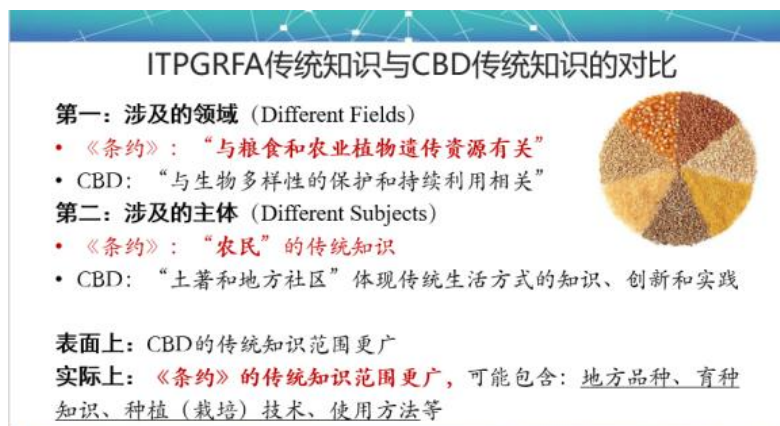 ITPGRFA传统知识与CBD传统知识的对比
第一：涉及的领域（Different Fields）
• 《条约》：“与粮食和农业植物遗传资源有关”
• CBD：“与生物多样性的保护和持续利用相关”
第二：涉及的主体（Different Subjects）
• 《条约》：“农民”的传统知识
• CBD：“土著和地方社区”体现传统生活方式的知识、创新和实践
表面上：CBD的传统知识范围更广
实际上：《条约》的传统知识范围更广，可能包含：地方品种、育种
知识、种植（栽培）技术、使用方法等